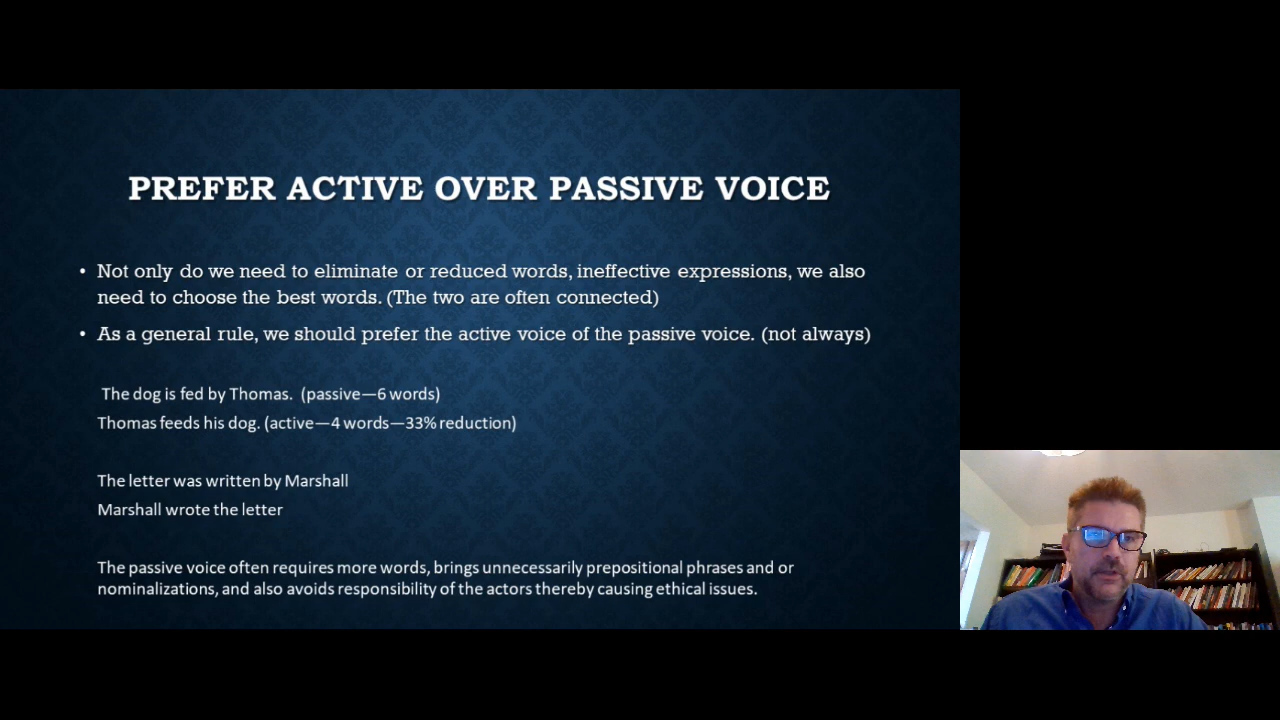 PREFER ACTIVE OVER PASSIVE VOICE
• Not only do we need to eliminate or reduced words, ineffective expressions, we also
need to choose the best words. (The two are often connected)
• As a general rule, we should prefer the active voice of the passive voice. (not always)
The dog is fed by Thomas. (passive—6 words)
Thomas feeds his dog. (active—4 words—33% reduction)
The letter was written by Marshall
Marshall wrote the letter
The passive voice often requires more words, brings unnecessarily prepositional phrases and or
nominalizations, and also avoids responsibility of the actors thereby causing ethical issues.